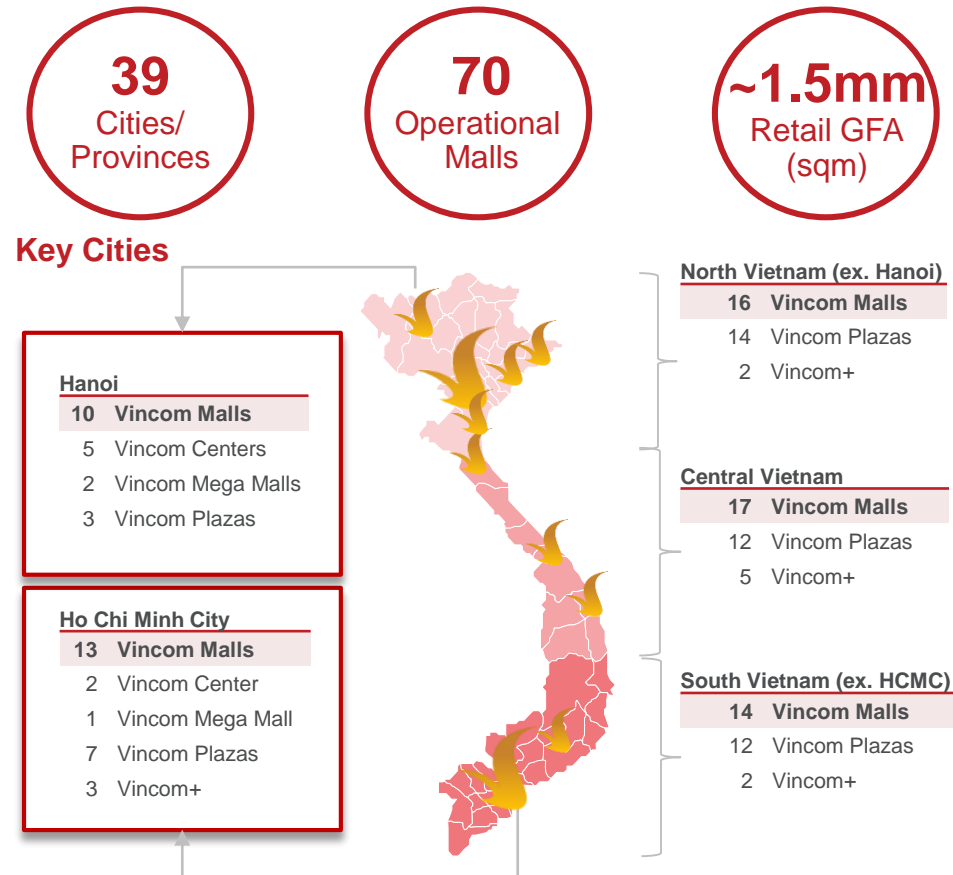 39
Cities/
Provinces
70
Operational
Malls
~1.5mm
Retail GFA
(sqm)
Key Cities
Hanoi
10 Vincom Malls
5 Vincom Centers
2 Vincom Mega Malls
3 Vincom Plazas
Ho Chi Minh City
13 Vincom Malls
2 Vincom Center
1 Vincom Mega Mall
7 Vincom Plazas
3 Vincom+
North Vietnam (ex. Hanoi)
16 Vincom Malls
14 Vincom Plazas
2 Vincom+
Central Vietnam
17 Vincom Malls
12 Vincom Plazas
5 Vincom+
South Vietnam (ex. HCMC)
14 Vincom Malls
12 Vincom Plazas
2 Vincom+